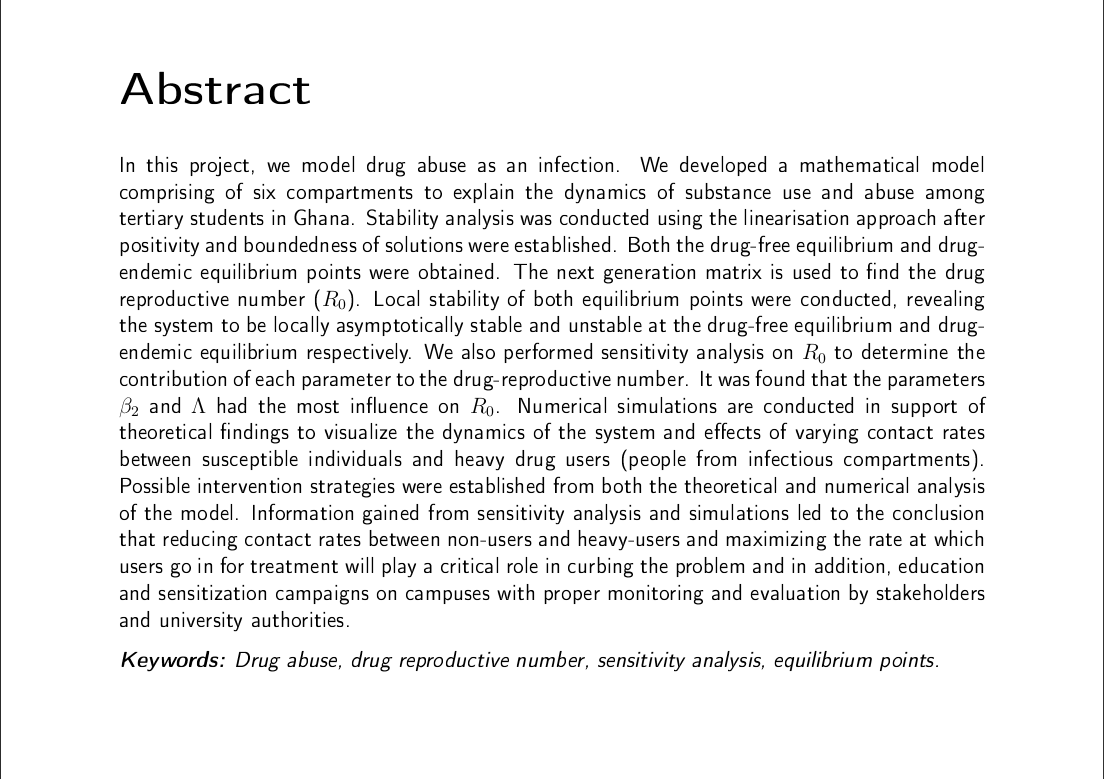 Abstract
In this project, we model drug abuse as an infection. We developed a mathematical model
comprising of six compartments to explain the dynamics of substance use and abuse among
tertiary students in Ghana. Stability analysis was conducted using the linearisation approach after
positivity and boundedness of solutions were established. Both the drug-free equilibrium and drug-
endemic equilibrium points were obtained. The next generation matrix is used to find the drug
reproductive number (R₀). Local stability of both equilibrium points were conducted, revealing
the system to be locally asymptotically stable and unstable at the drug-free equilibrium and drug-
endemic equilibrium respectively. We also performed sensitivity analysis on R₀ to determine the
contribution of each parameter to the drug-reproductive number. It was found that the parameters
β₂ and Λ had the most influence on R₀. Numerical simulations are conducted in support of
theoretical findings to visualize the dynamics of the system and effects of varying contact rates
between susceptible individuals and heavy drug users (people from infectious compartments).
Possible intervention strategies were established from both the theoretical and numerical analysis
of the model. Information gained from sensitivity analysis and simulations led to the conclusion
that reducing contact rates between non-users and heavy-users and maximizing the rate at which
users go in for treatment will play a critical role in curbing the problem and in addition, education
and sensitization campaigns on campuses with proper monitoring and evaluation by stakeholders
and university authorities.
Keywords: Drug abuse, drug reproductive number, sensitivity analysis, equilibrium points.